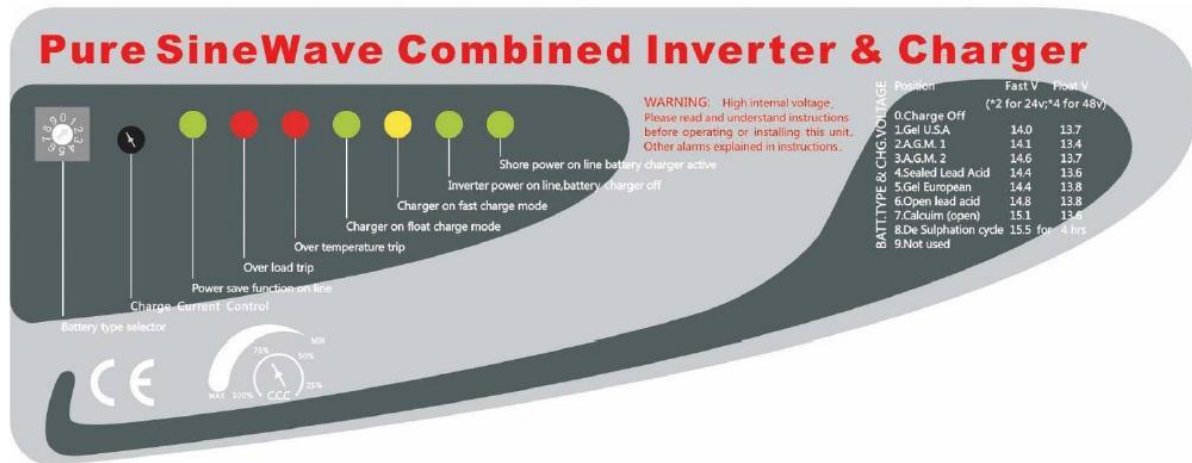 Pure SineWave Combined Inverter & Charger
WARNING: High internal voltage,
Please read and understand instructions
before operating or installing this unit.
Other alarms explained in instructions.
Shore power on line battery charger active
Inverter power on line,battery charger off
Charger on fast charge mode
Charger on float charge mode
Over temperature trip
Over load trip
Power save function on line
Charge Current Control
Battery type selector
BATT.TYPE & CHG.VOLTAGE
Position Fast V Float V
(*2 for 24v;*4 for 48v)
0.Charge Off
1.Gel U.S.A 14.0 13.7
2.A.G.M. 1 14.1 13.4
3.A.G.M. 2 14.6 13.7
4.Sealed Lead Acid 14.4 13.6
5.Gel European 14.4 13.8
6.Open lead acid 14.8 13.8
7.Calcuim (open) 15.1 13.6
8.De Sulphation cycle 15.5 for 4 hrs
9.Not used
CE
MIN
75% 50%
25%
MAX 100% CCC